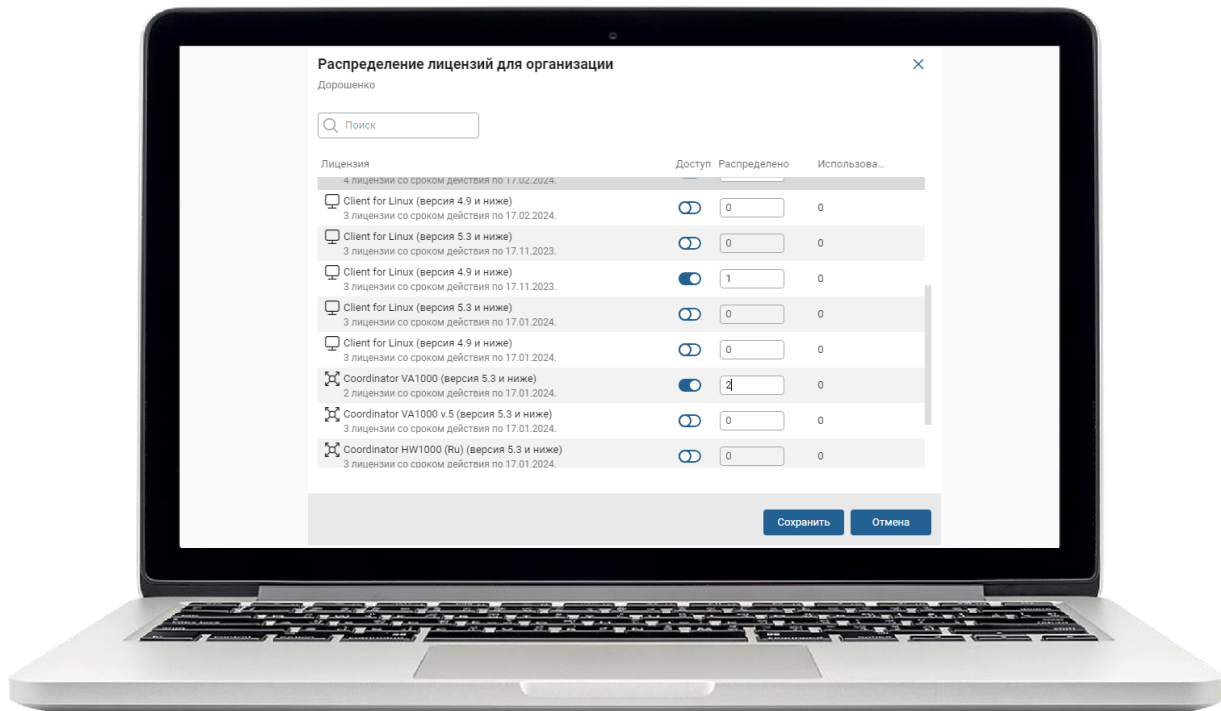 Распределение лицензий для организации
Дорошенко
Поиск
Лицензия Доступ Распределено Использова...
4 лицензии со сроком действия по 17.02.2024.
Client for Linux (версия 4.9 и ниже)
3 лицензии со сроком действия по 17.02.2024.
0 0
Client for Linux (версия 5.3 и ниже)
3 лицензии со сроком действия по 17.11.2023.
0 0
Client for Linux (версия 4.9 и ниже)
3 лицензии со сроком действия по 17.11.2023.
1 0
Client for Linux (версия 5.3 и ниже)
3 лицензии со сроком действия по 17.01.2024.
0 0
Client for Linux (версия 4.9 и ниже)
3 лицензии со сроком действия по 17.01.2024.
0 0
Coordinator VA1000 (версия 5.3 и ниже)
2 лицензии со сроком действия по 17.01.2024.
2 0
Coordinator VA1000 v.5 (версия 5.3 и ниже)
3 лицензии со сроком действия по 17.01.2024.
0 0
Coordinator HW1000 (Ru) (версия 5.3 и ниже)
3 лицензии со сроком действия по 17.01.2024.
0 0
Сохранить Отмена